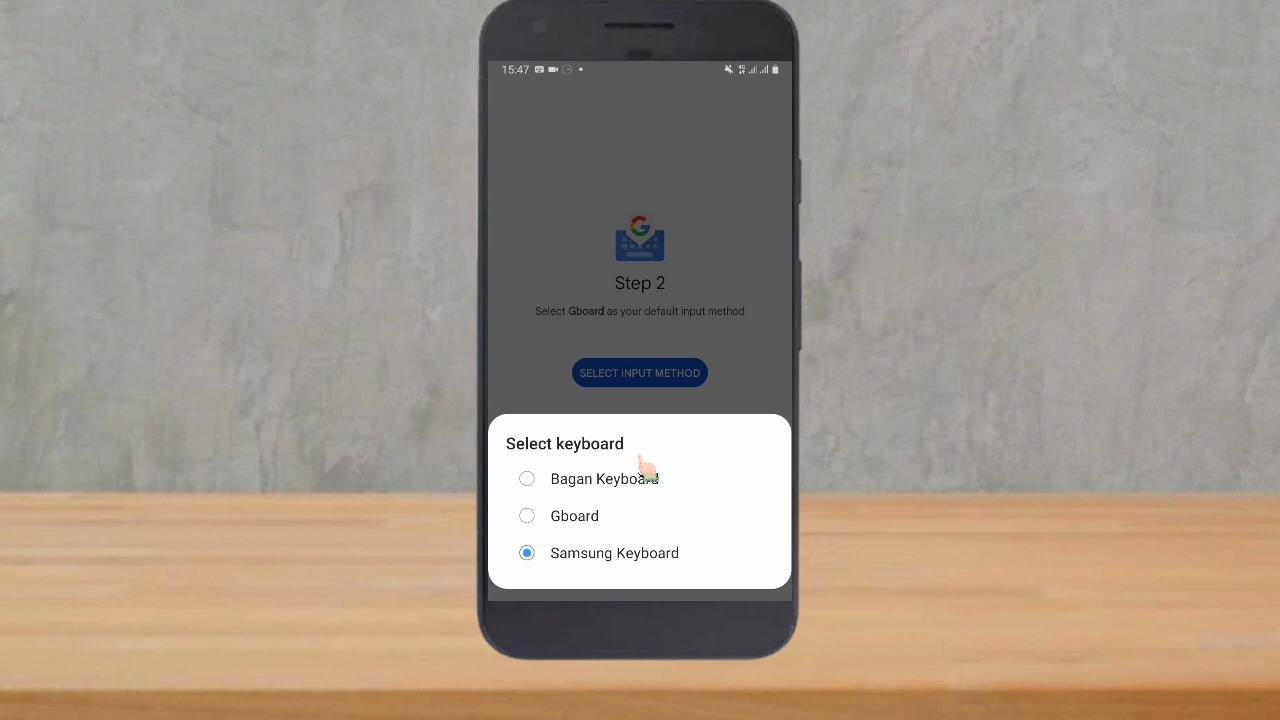 15:47
4G
G
Step 2
Select Gboard as your default input method
SELECT INPUT METHOD
Select keyboard
Bagan Keyboard
Gboard
Samsung Keyboard